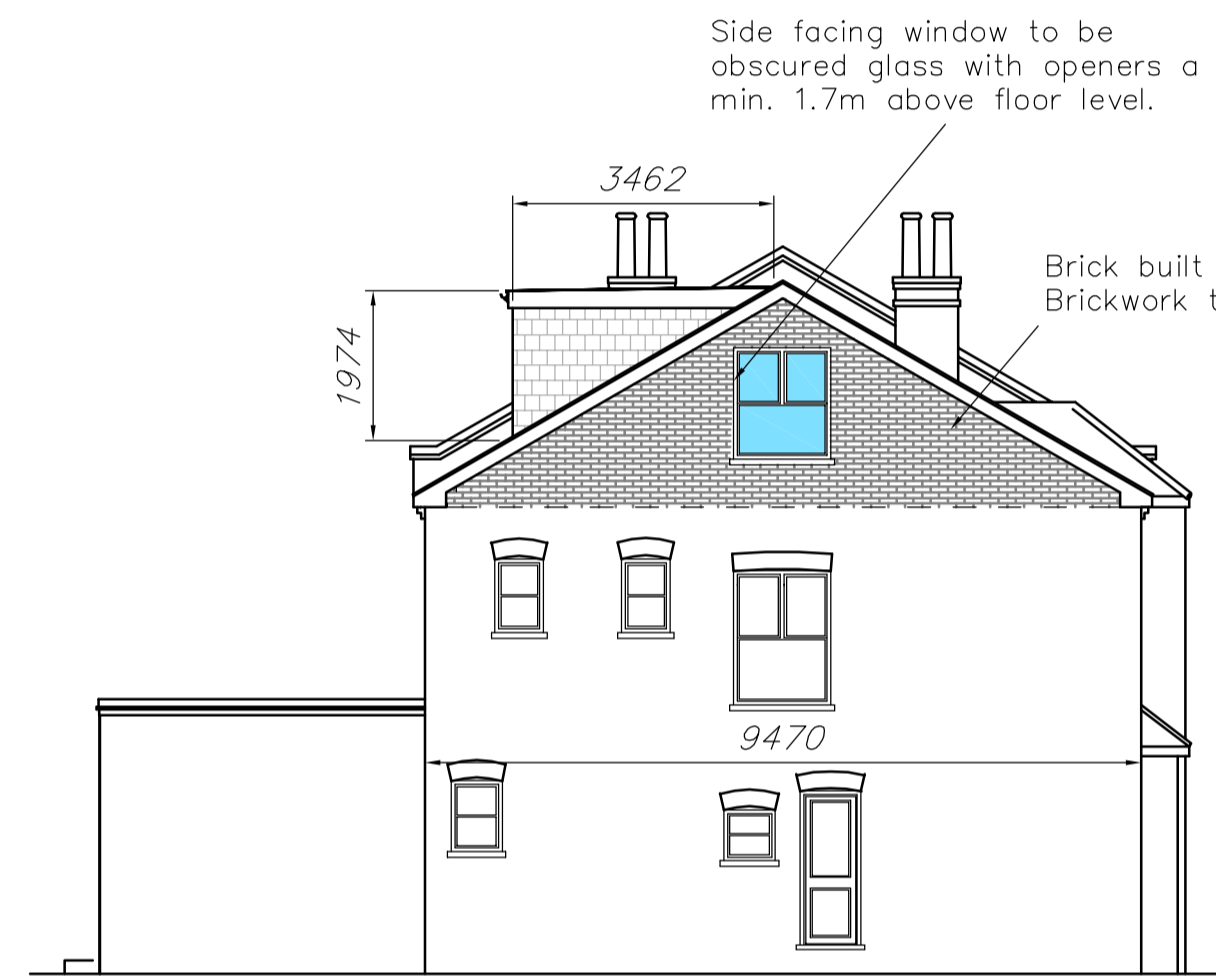 Side facing window to be
obscured glass with openers a
min. 1.7m above floor level.
3462
Brick built
Brickwork
1974
9470